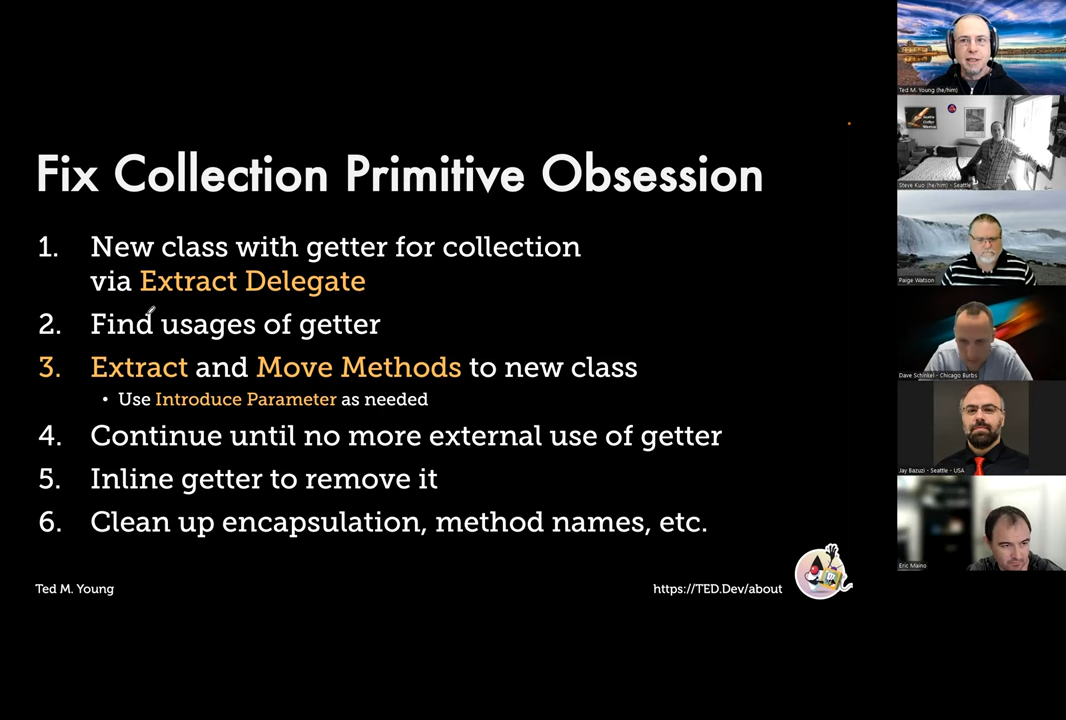 Fix Collection Primitive Obsession
1. New class with getter for collection
via Extract Delegate
2. Find usages of getter
3. Extract and Move Methods to new class
• Use Introduce Parameter as needed
4. Continue until no more external use of getter
5. Inline getter to remove it
6. Clean up encapsulation, method names, etc.
Ted M. Young
https://TED.Dev/about
Ted M. Young (he/him)
Steve Kuo (he/him) - Seattle
Paige Watson
Dave Schinkel - Chicago Burbs
Jay Bazuzi - Seattle - USA
Eric Maino